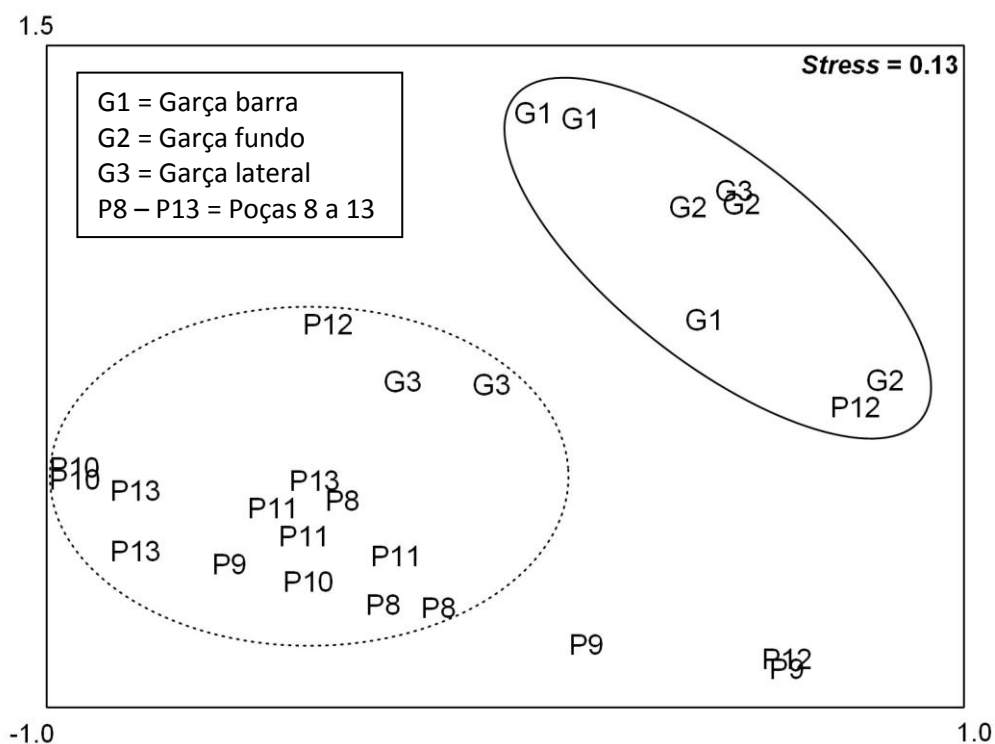 1.5
Stress = 0.13
G1 = Garça barra
G2 = Garça fundo
G3 = Garça lateral
P8 – P13 = Poças 8 a 13
G1 G1
G3
G2 G2
G1
P12
G3 G3
G2
P12
P10
P10
P13
P13
P8
P11
P11
P13
P9
P11
P10
P8 P8
P9
P12
P9
-1.0
1.0